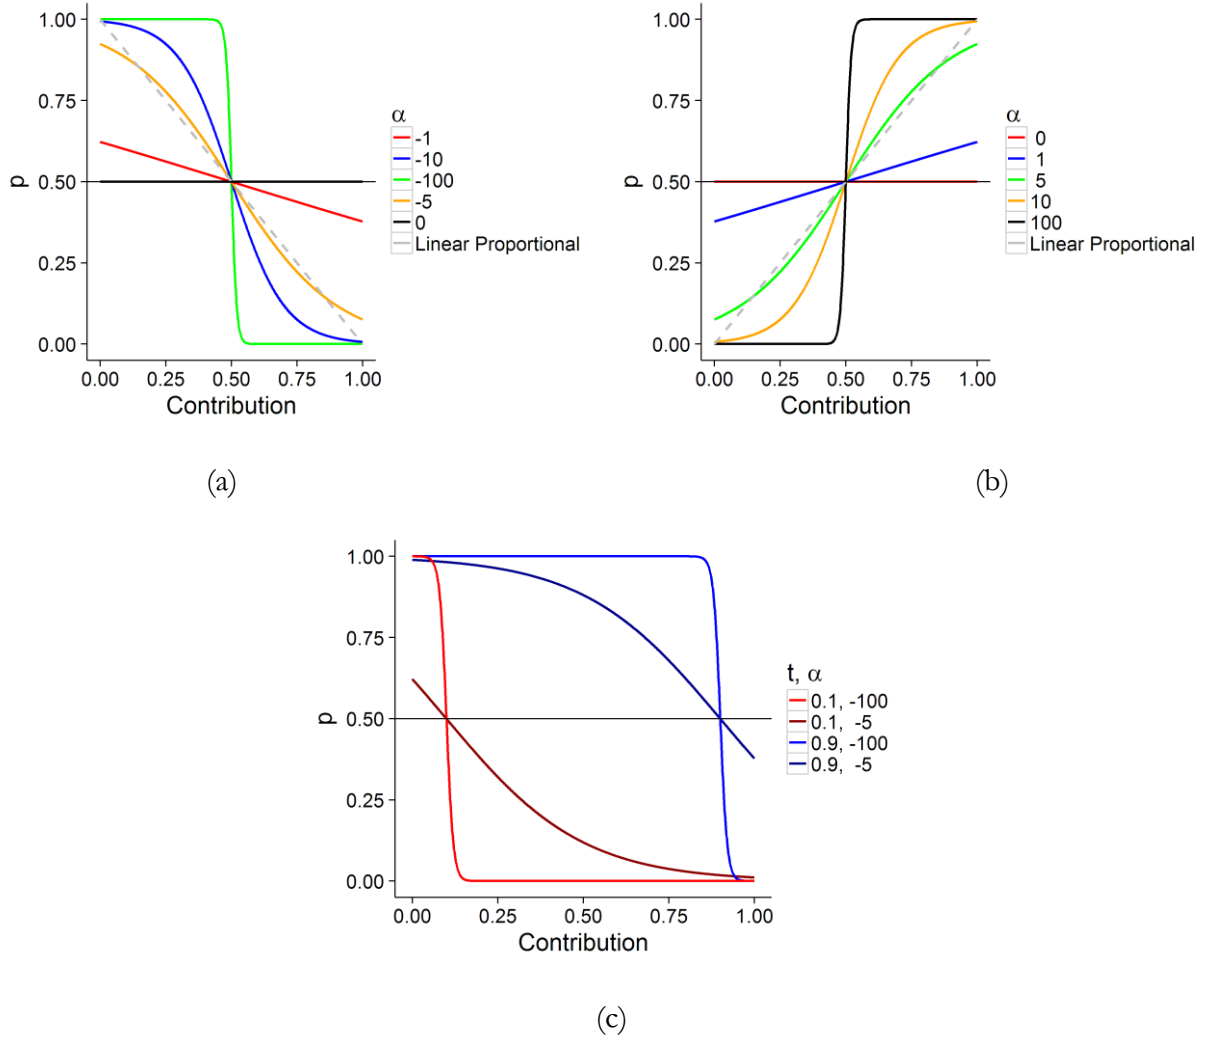 1.00
0.75
0.50
0.25
0.00
p
0.00 0.25 0.50 0.75 1.00
Contribution
α
-1
-10
-100
-5
0
Linear Proportional
(a)
1.00
0.75
0.50
0.25
0.00
p
0.00 0.25 0.50 0.75 1.00
Contribution
α
0
1
5
10
100
Linear Proportional
(b)
1.00
0.75
0.50
0.25
0.00
p
0.00 0.25 0.50 0.75 1.00
Contribution
t, α
0.1, -100
0.1, -5
0.9, -100
0.9, -5
(c)